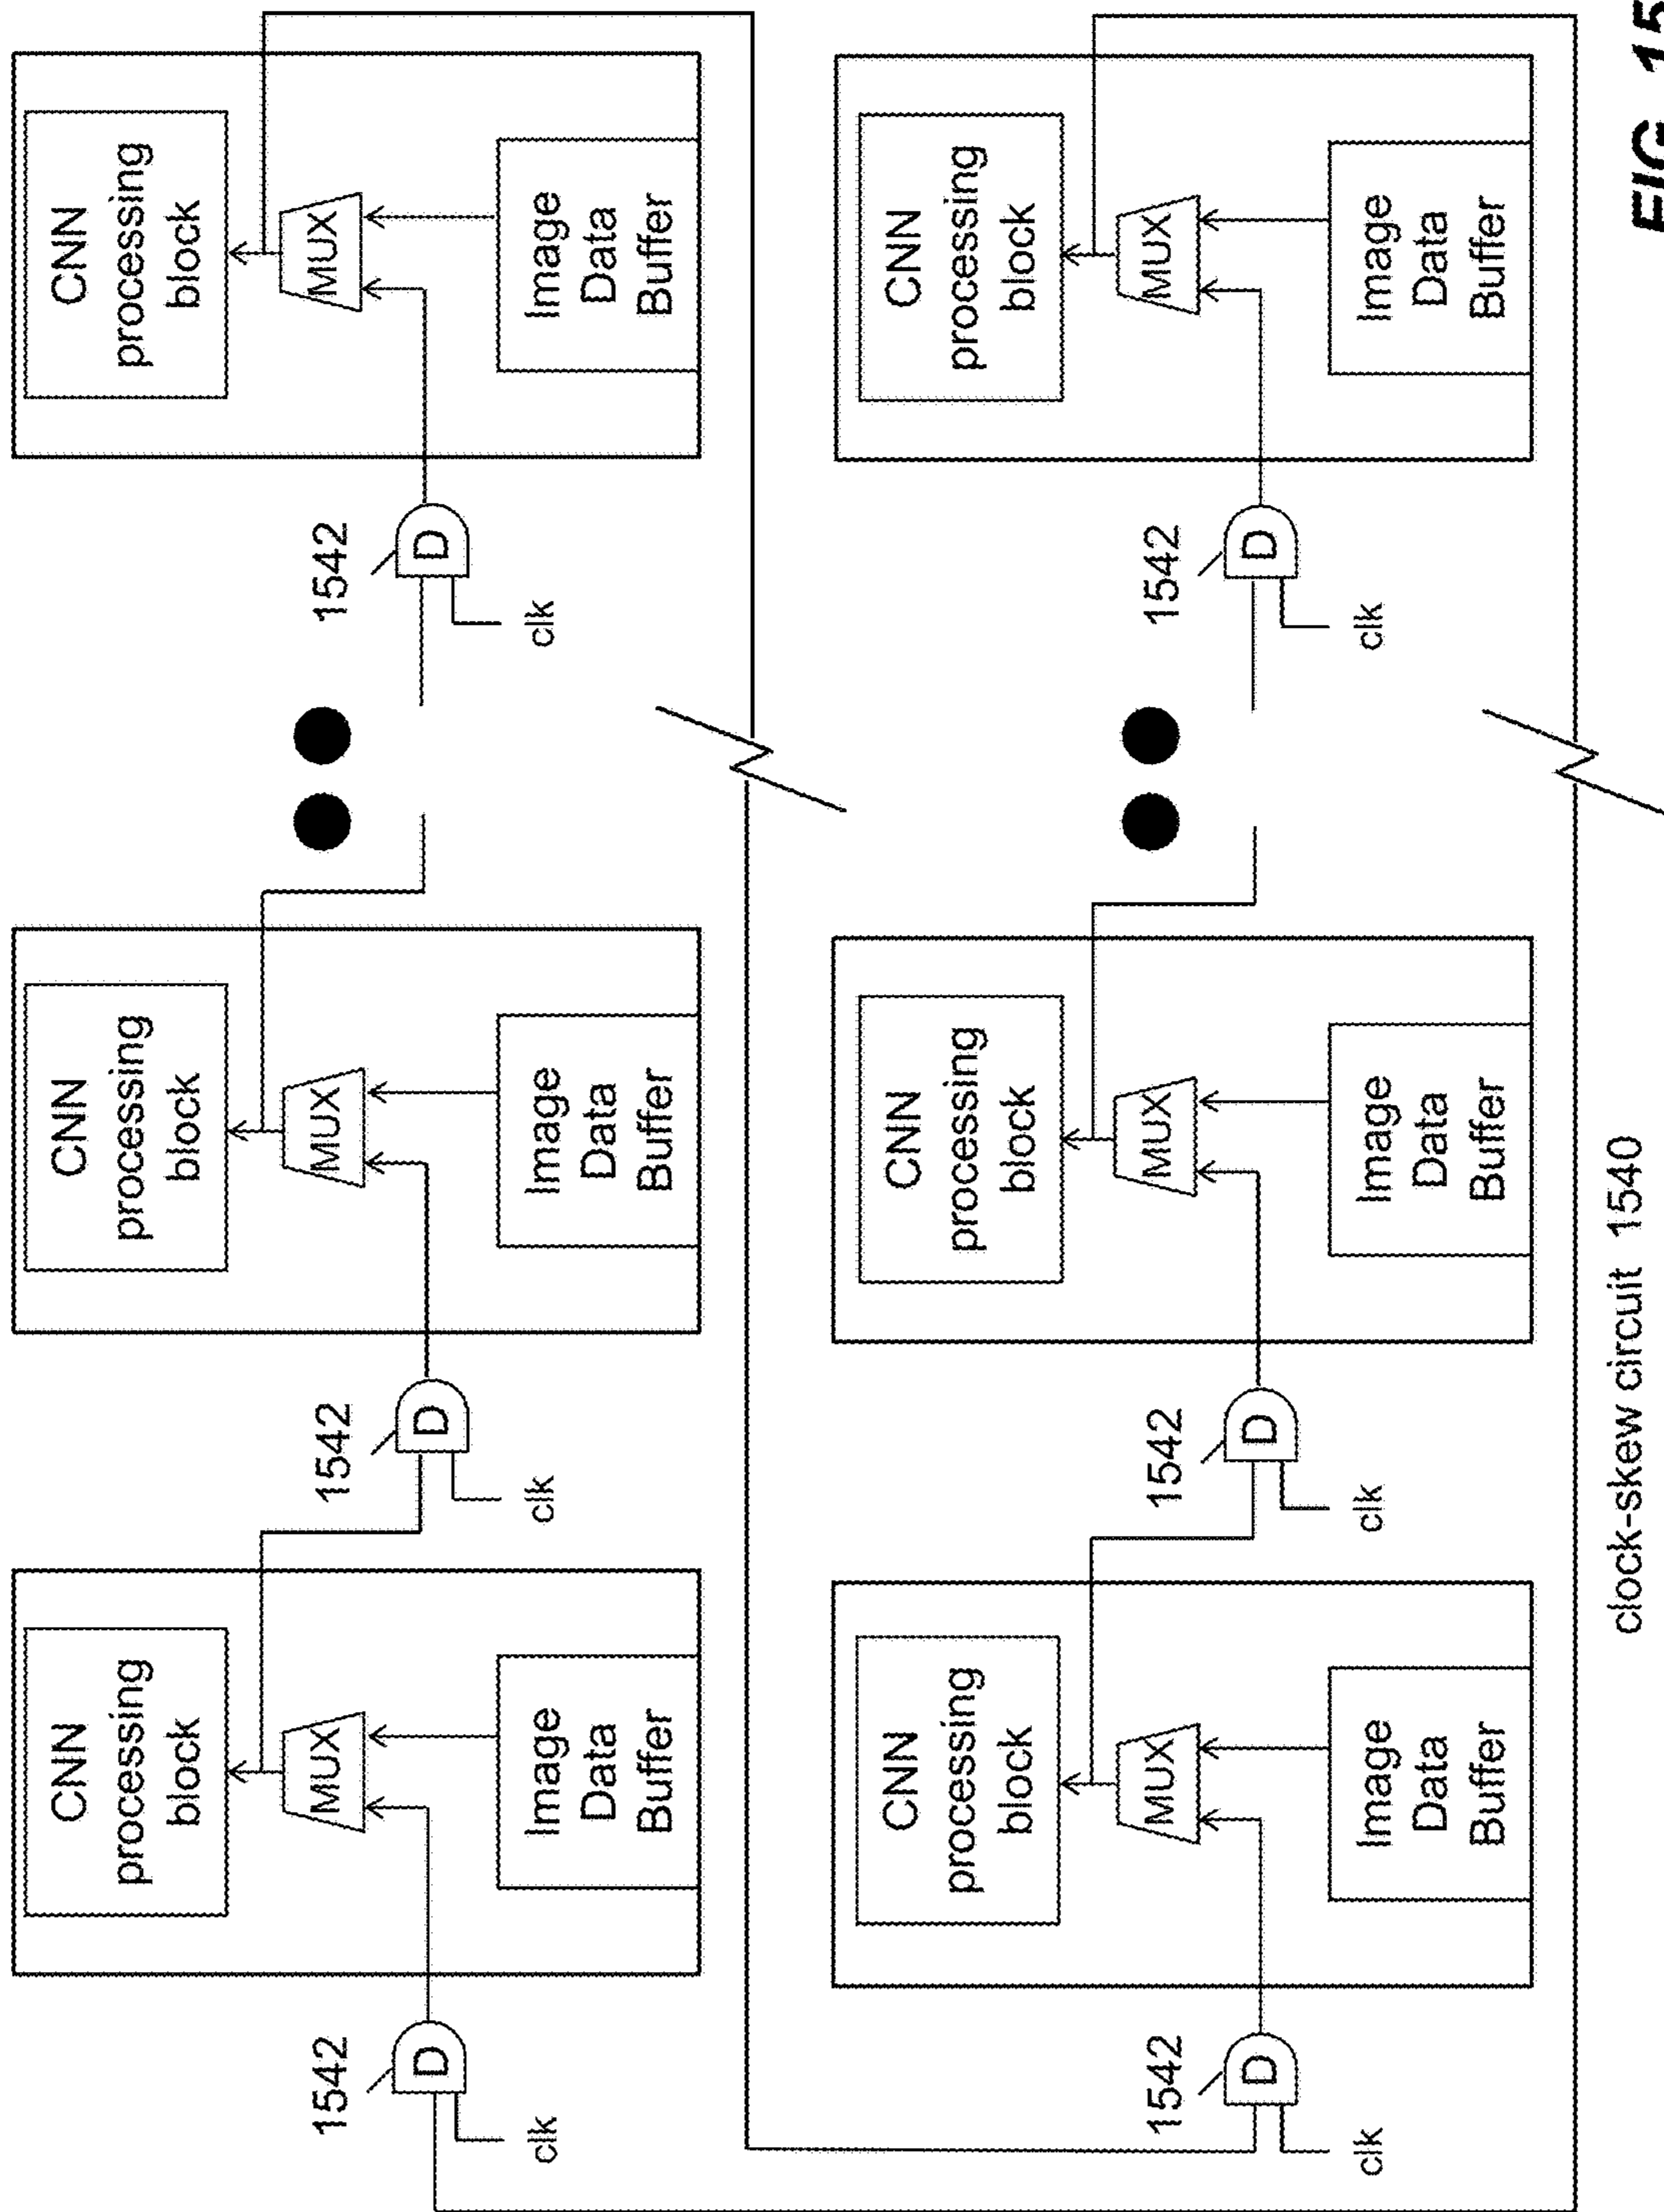 CNN
processing
block
MUX
Image
Data
Buffer
1542
D
clk
CNN
processing
block
MUX
Image
Data
Buffer
1542
D
clk
CNN
processing
block
MUX
Image
Data
Buffer
1542
D
clk
CNN
processing
block
MUX
Image
Data
Buffer
1542
D
clk
CNN
processing
block
MUX
Image
Data
Buffer
1542
D
clk
CNN
processing
block
MUX
Image
Data
Buffer
1542
D
clk
clock-skew circuit 1540
FIG 15